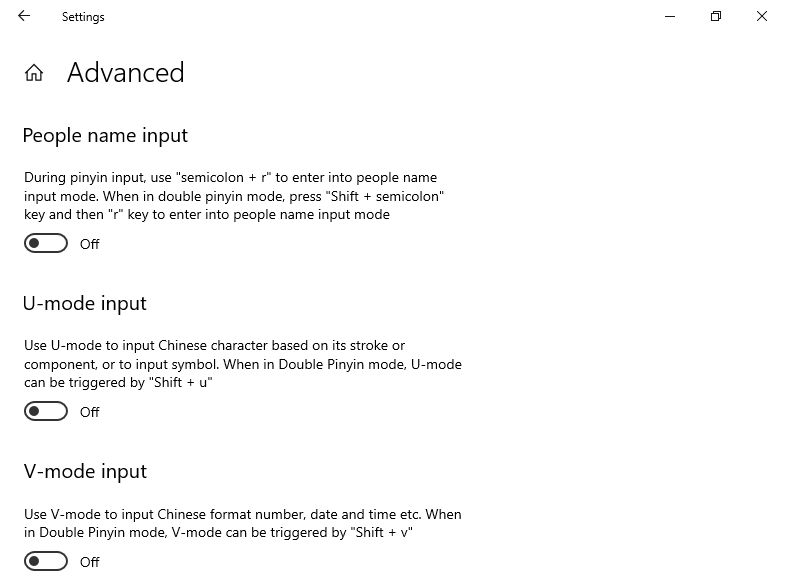 Settings
Advanced
People name input
During pinyin input, use "semicolon + r" to enter into people name
input mode. When in double pinyin mode, press "Shift + semicolon"
key and then "r" key to enter into people name input mode
Off
U-mode input
Use U-mode to input Chinese character based on its stroke or
component, or to input symbol. When in Double Pinyin mode, U-mode
can be triggered by "Shift + u"
Off
V-mode input
Use V-mode to input Chinese format number, date and time etc. When
in Double Pinyin mode, V-mode can be triggered by "Shift + v"
Off